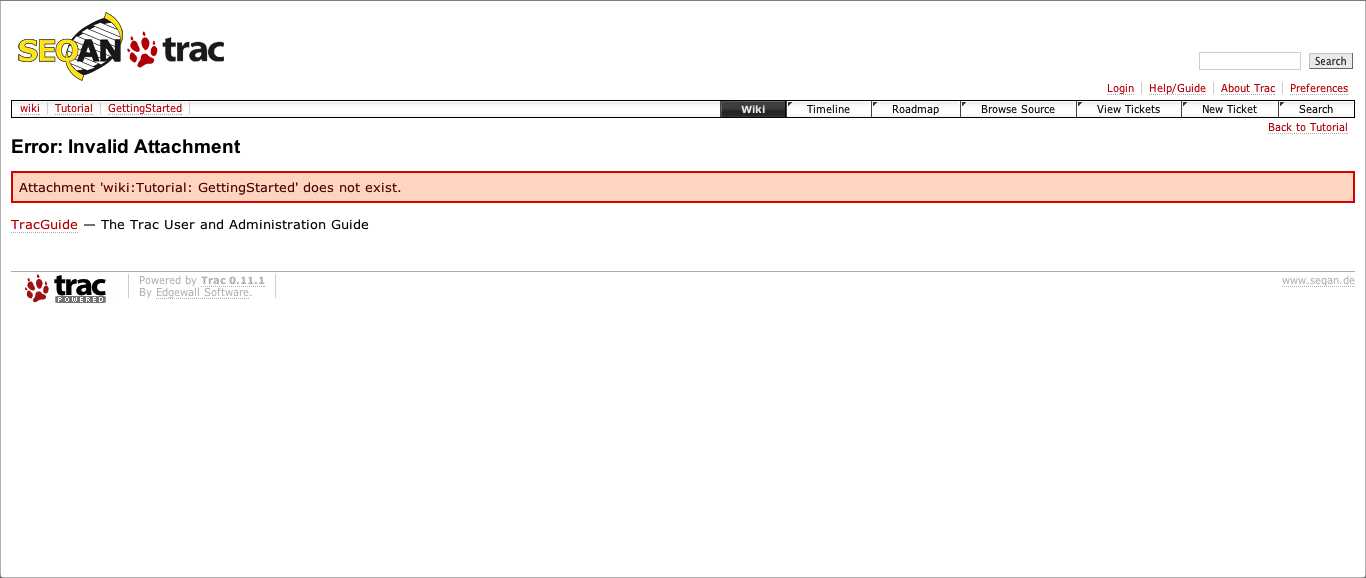 SEQAN trac
Search
Login Help/Guide About Trac Preferences
wiki Tutorial GettingStarted Wiki Timeline Roadmap Browse Source View Tickets New Ticket Search
Back to Tutorial
Error: Invalid Attachment
Attachment 'wiki:Tutorial: GettingStarted' does not exist.
TracGuide — The Trac User and Administration Guide
trac
POWERED
Powered by Trac 0.11.1
By Edgewall Software.
www.seqan.de